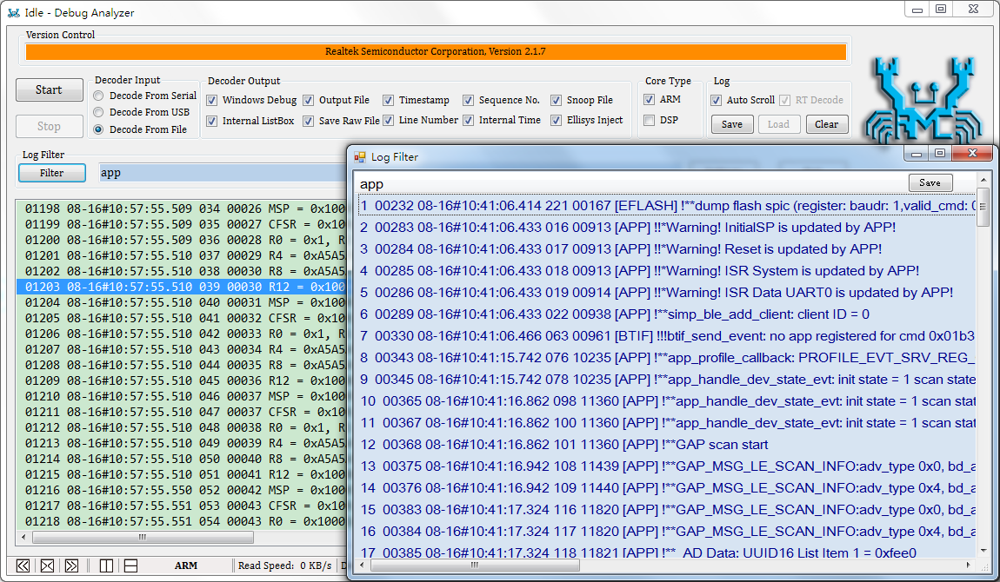 Idle - Debug Analyzer
Version Control
Realtek Semiconductor Corporation, Version 2.1.7
Start
Stop
Decoder Input
Decode From Serial
Decode From USB
Decode From File
Decoder Output
Windows Debug
Output File
Timestamp
Sequence No.
Snoop File
Internal ListBox
Save Raw File
Line Number
Internal Time
Ellisys Inject
Core Type
ARM
DSP
Log
Auto Scroll
RT Decode
Save
Load
Clear
Log Filter
Filter
app
01198 08-16#10:57:55.509 034 00026 MSP = 0x100
01199 08-16#10:57:55.509 035 00027 CFSR = 0x10
01200 08-16#10:57:55.509 036 00028 R0 = 0x1, R
01201 08-16#10:57:55.510 037 00029 R4 = 0xA5A5
01202 08-16#10:57:55.510 038 00030 R8 = 0xA5A5
01203 08-16#10:57:55.510 039 00030 R12 = 0x100
01204 08-16#10:57:55.510 040 00031 MSP = 0x100
01205 08-16#10:57:55.510 041 00032 CFSR = 0x10
01206 08-16#10:57:55.510 042 00033 R0 = 0x1, R
01207 08-16#10:57:55.510 043 00034 R4 = 0xA5A5
01208 08-16#10:57:55.510 044 00035 R8 = 0xA5A5
01209 08-16#10:57:55.510 045 00036 R12 = 0x100
01210 08-16#10:57:55.510 046 00037 MSP = 0x100
01211 08-16#10:57:55.510 047 00037 CFSR = 0x10
01212 08-16#10:57:55.510 048 00038 R0 = 0x1, R
01213 08-16#10:57:55.510 049 00039 R4 = 0xA5A5
01214 08-16#10:57:55.510 050 00040 R8 = 0xA5A5
01215 08-16#10:57:55.510 051 00041 R12 = 0x100
01216 08-16#10:57:55.550 052 00042 MSP = 0x100
01217 08-16#10:57:55.551 053 00043 CFSR = 0x10
01218 08-16#10:57:55.551 054 00043 R0 = 0x1000
ARM
Read Speed: 0 KB/s
Log Filter
app
Save
1 00232 08-16#10:41:06.414 221 00167 [EFLASH] !**dump flash spic (register: baudr: 1,valid_cmd: 0
2 00283 08-16#10:41:06.433 016 00913 [APP] !!*Warning! InitialSP is updated by APP!
3 00284 08-16#10:41:06.433 017 00913 [APP] !!*Warning! Reset is updated by APP!
4 00285 08-16#10:41:06.433 018 00913 [APP] !!*Warning! ISR System is updated by APP!
5 00286 08-16#10:41:06.433 019 00914 [APP] !!*Warning! ISR Data UART0 is updated by APP!
6 00289 08-16#10:41:06.433 022 00938 [APP] !**simp_ble_add_client: client ID = 0
7 00330 08-16#10:41:06.466 063 00961 [BTIF] !!!btif_send_event: no app registered for cmd 0x01b3
8 00343 08-16#10:41:15.742 076 10235 [APP] !**app_profile_callback: PROFILE_EVT_SRV_REG_
9 00345 08-16#10:41:15.742 078 10235 [APP] !**app_handle_dev_state_evt: init state = 1 scan state
10 00365 08-16#10:41:16.862 098 11360 [APP] !**app_handle_dev_state_evt: init state = 1 scan stat
11 00367 08-16#10:41:16.862 100 11360 [APP] !**app_handle_dev_state_evt: init state = 1 scan stat
12 00368 08-16#10:41:16.862 101 11360 [APP] !**GAP scan start
13 00375 08-16#10:41:16.942 108 11439 [APP] !**GAP_MSG_LE_SCAN_INFO:adv_type 0x0, bd_a
14 00376 08-16#10:41:16.942 109 11440 [APP] !**GAP_MSG_LE_SCAN_INFO:adv_type 0x4, bd_a
15 00383 08-16#10:41:17.324 116 11820 [APP] !**GAP_MSG_LE_SCAN_INFO:adv_type 0x0, bd_a
16 00384 08-16#10:41:17.324 117 11820 [APP] !**GAP_MSG_LE_SCAN_INFO:adv_type 0x4, bd_a
17 00385 08-16#10:41:17.324 118 11821 [APP] !** AD Data: UUID16 List Item 1 = 0xfee0